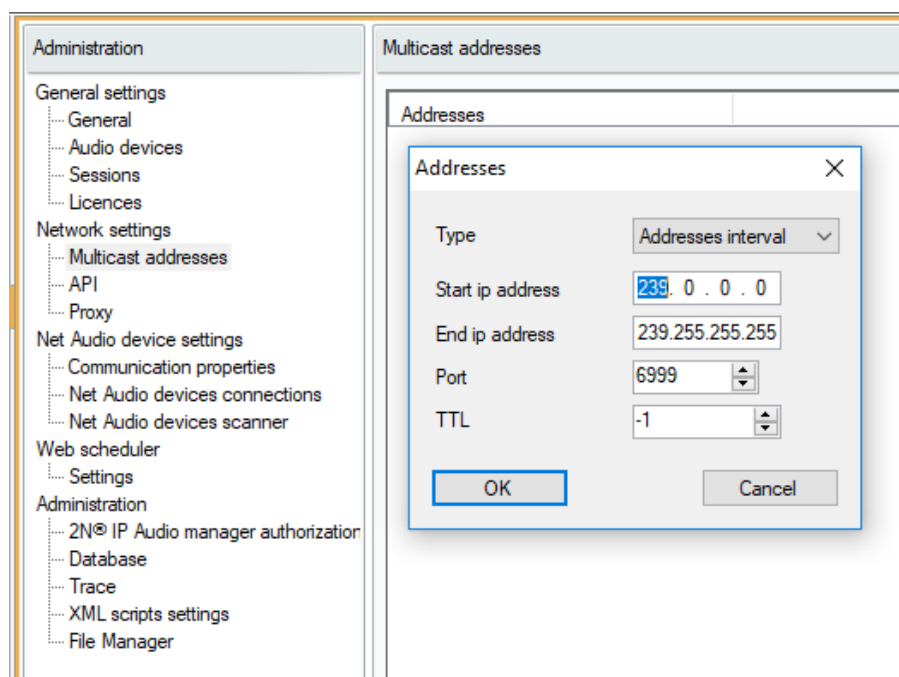 Administration
General settings
General
Audio devices
Sessions
Licences
Network settings
Multicast addresses
API
Proxy
Net Audio device settings
Communication properties
Net Audio devices connections
Net Audio devices scanner
Web scheduler
Settings
Administration
2N® IP Audio manager authorization
Database
Trace
XML scripts settings
File Manager
Multicast addresses
Addresses
Addresses
Type Addresses interval
Start ip address 239. 0 . 0 . 0
End ip address 239.255.255.255
Port 6999
TTL -1
OK Cancel